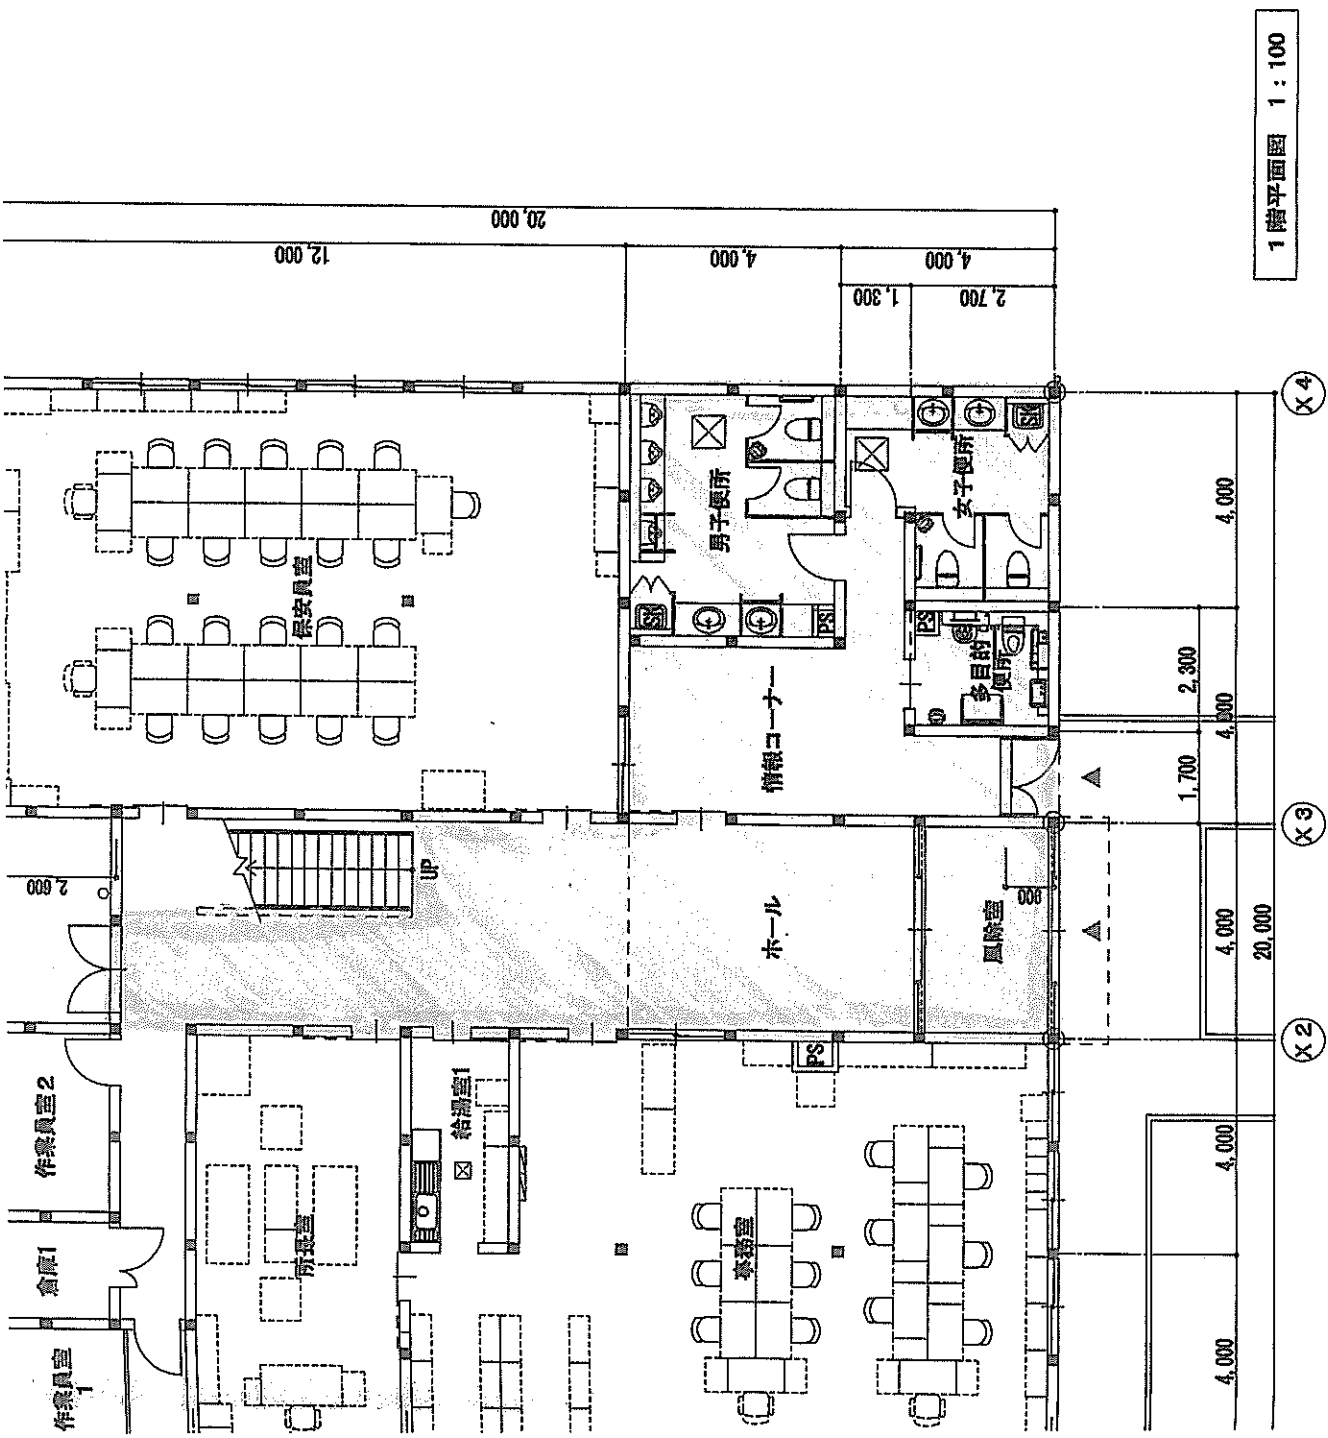 1階平面図 1:100
20,000
12,000
4,000
4,000
1,300
2,700
X4
X3
X2
4,000
2,300
4,000
1,700
4,000
20,000
4,000
4,000
保安員室
男子便所
女子便所
多目的
便所
SK
SK
PS
PS
情報コーナー
UP
2,600
ホール
風除室
900
PS
作業員室2
倉庫1
作業員室
1
所長室
給湯室1
事務室